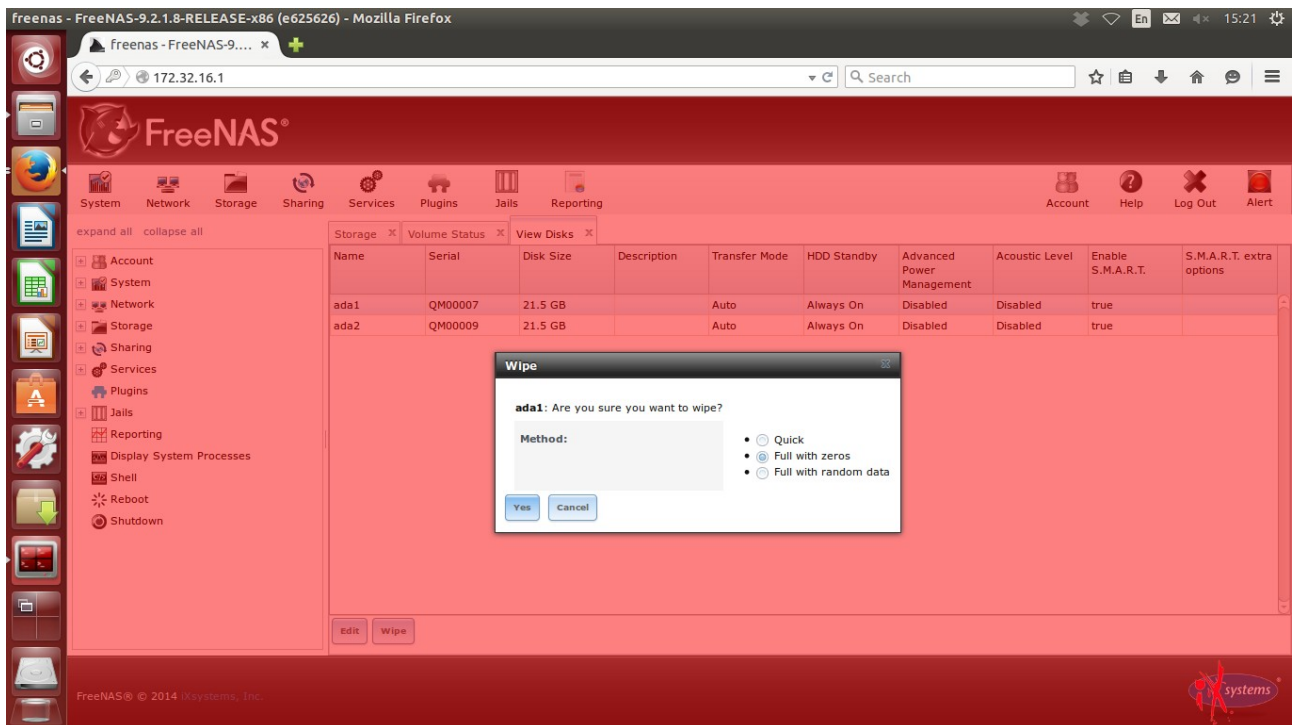 freenas - FreeNAS-9.2.1.8-RELEASE-x86 (e625626) - Mozilla Firefox
En
15:21
freenas - FreeNAS-9....
172.32.16.1
Search
FreeNAS®
System Network Storage Sharing Services Plugins Jails Reporting Account Help Log Out Alert
expand all collapse all
Storage Volume Status View Disks
Account
System
Network
Storage
Sharing
Services
Plugins
Jails
Reporting
Display System Processes
Shell
Reboot
Shutdown
Name Serial Disk Size Description Transfer Mode HDD Standby Advanced Power Management Acoustic Level Enable S.M.A.R.T. S.M.A.R.T. extra options
ada1 QM00007 21.5 GB Auto Always On Disabled Disabled true
ada2 QM00009 21.5 GB Auto Always On Disabled Disabled true
Wipe
ada1: Are you sure you want to wipe?
Method:
Quick
Full with zeros
Full with random data
Yes Cancel
Edit Wipe
FreeNAS® © 2014 iXsystems, Inc.
iXsystems